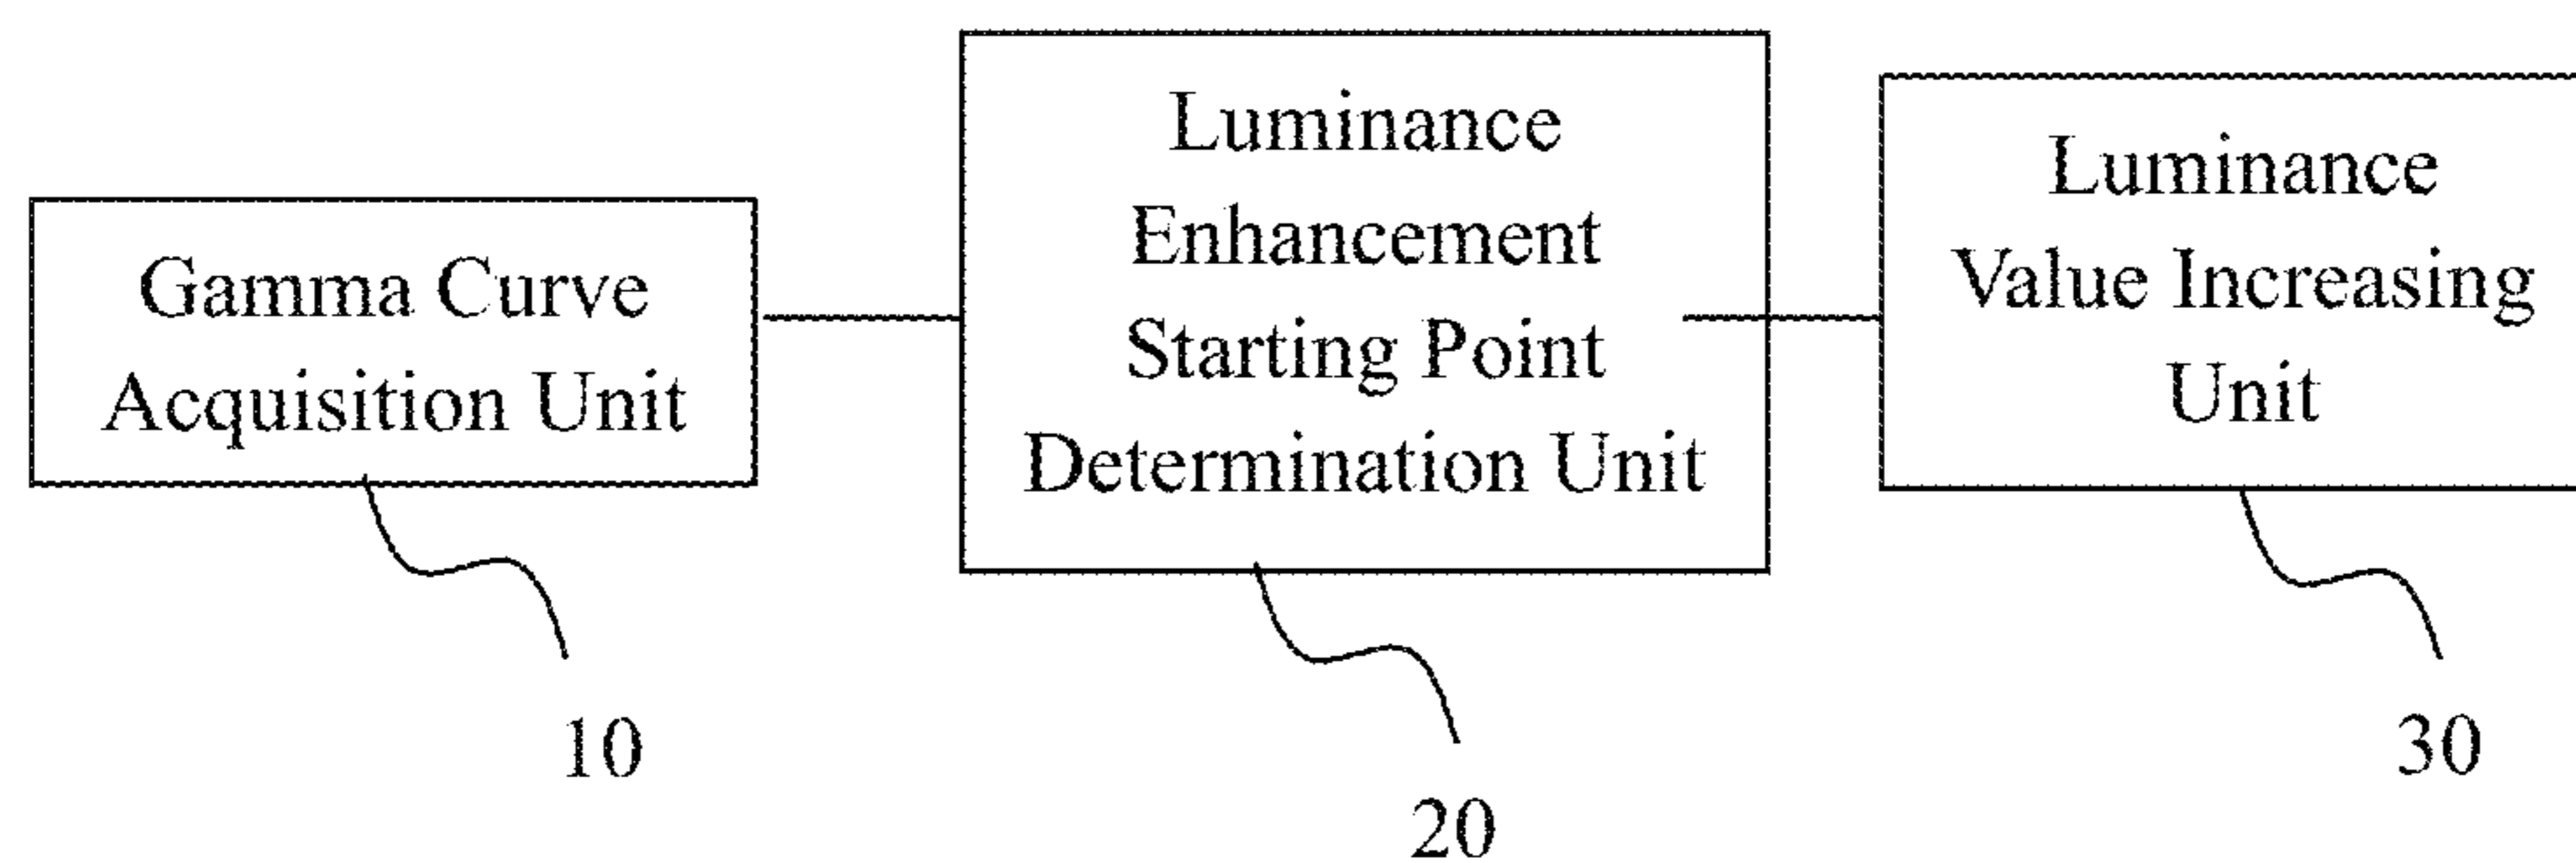 Gamma Curve
Acquisition Unit
10
Luminance
Enhancement
Starting Point
Determination Unit
20
Luminance
Value Increasing
Unit
30